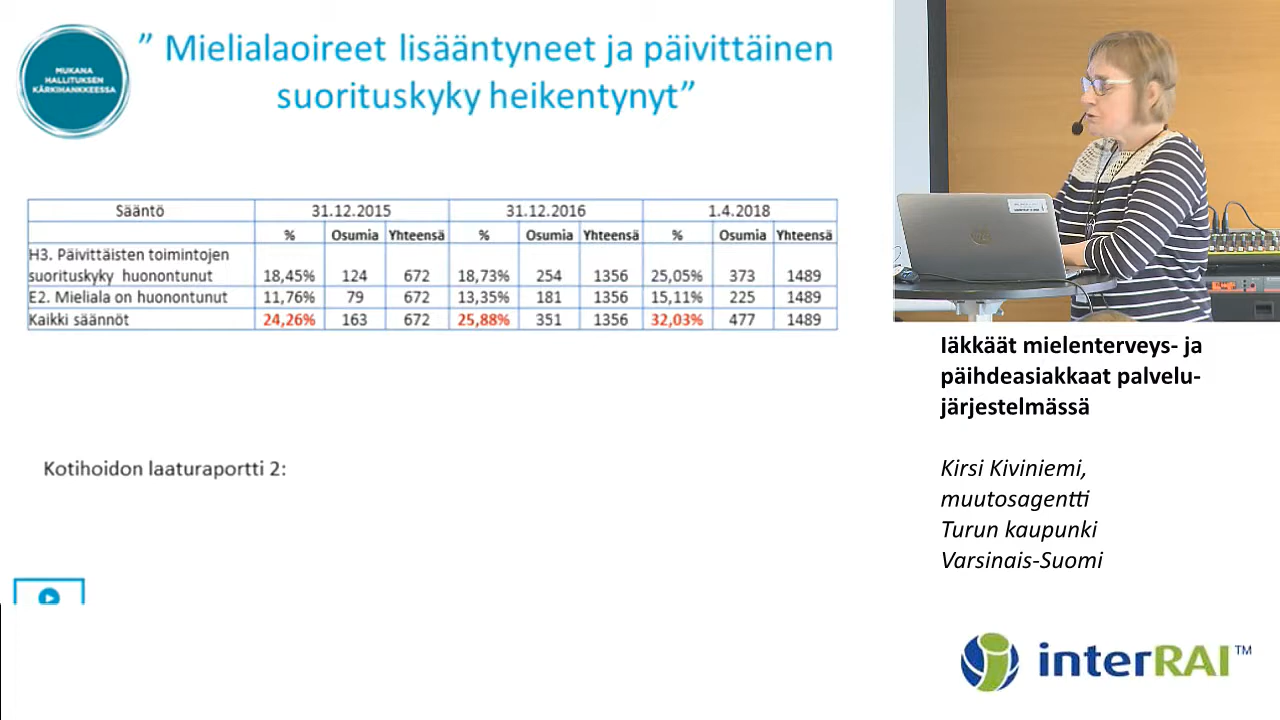 MUKANA
HALLITUKSEN
KÄRKIHANKKEESSA
” Mielialaoireet lisääntyneet ja päivittäinen
suorituskyky heikentynyt”
Sääntö 31.12.2015 31.12.2016 1.4.2018
% Osumia Yhteensä % Osumia Yhteensä % Osumia Yhteensä
H3. Päivittäisten toimintojen
suorituskyky huonontunut 18,45% 124 672 18,73% 254 1356 25,05% 373 1489
E2. Mieliala on huonontunut 11,76% 79 672 13,35% 181 1356 15,11% 225 1489
Kaikki säännöt 24,26% 163 672 25,88% 351 1356 32,03% 477 1489
Kotihoidon laaturaportti 2:
Iäkkäät mielenterveys- ja
päihdeasiakkaat palvelu-
järjestelmässä
Kirsi Kiviniemi,
muutosagentti
Turun kaupunki
Varsinais-Suomi
interRAI™